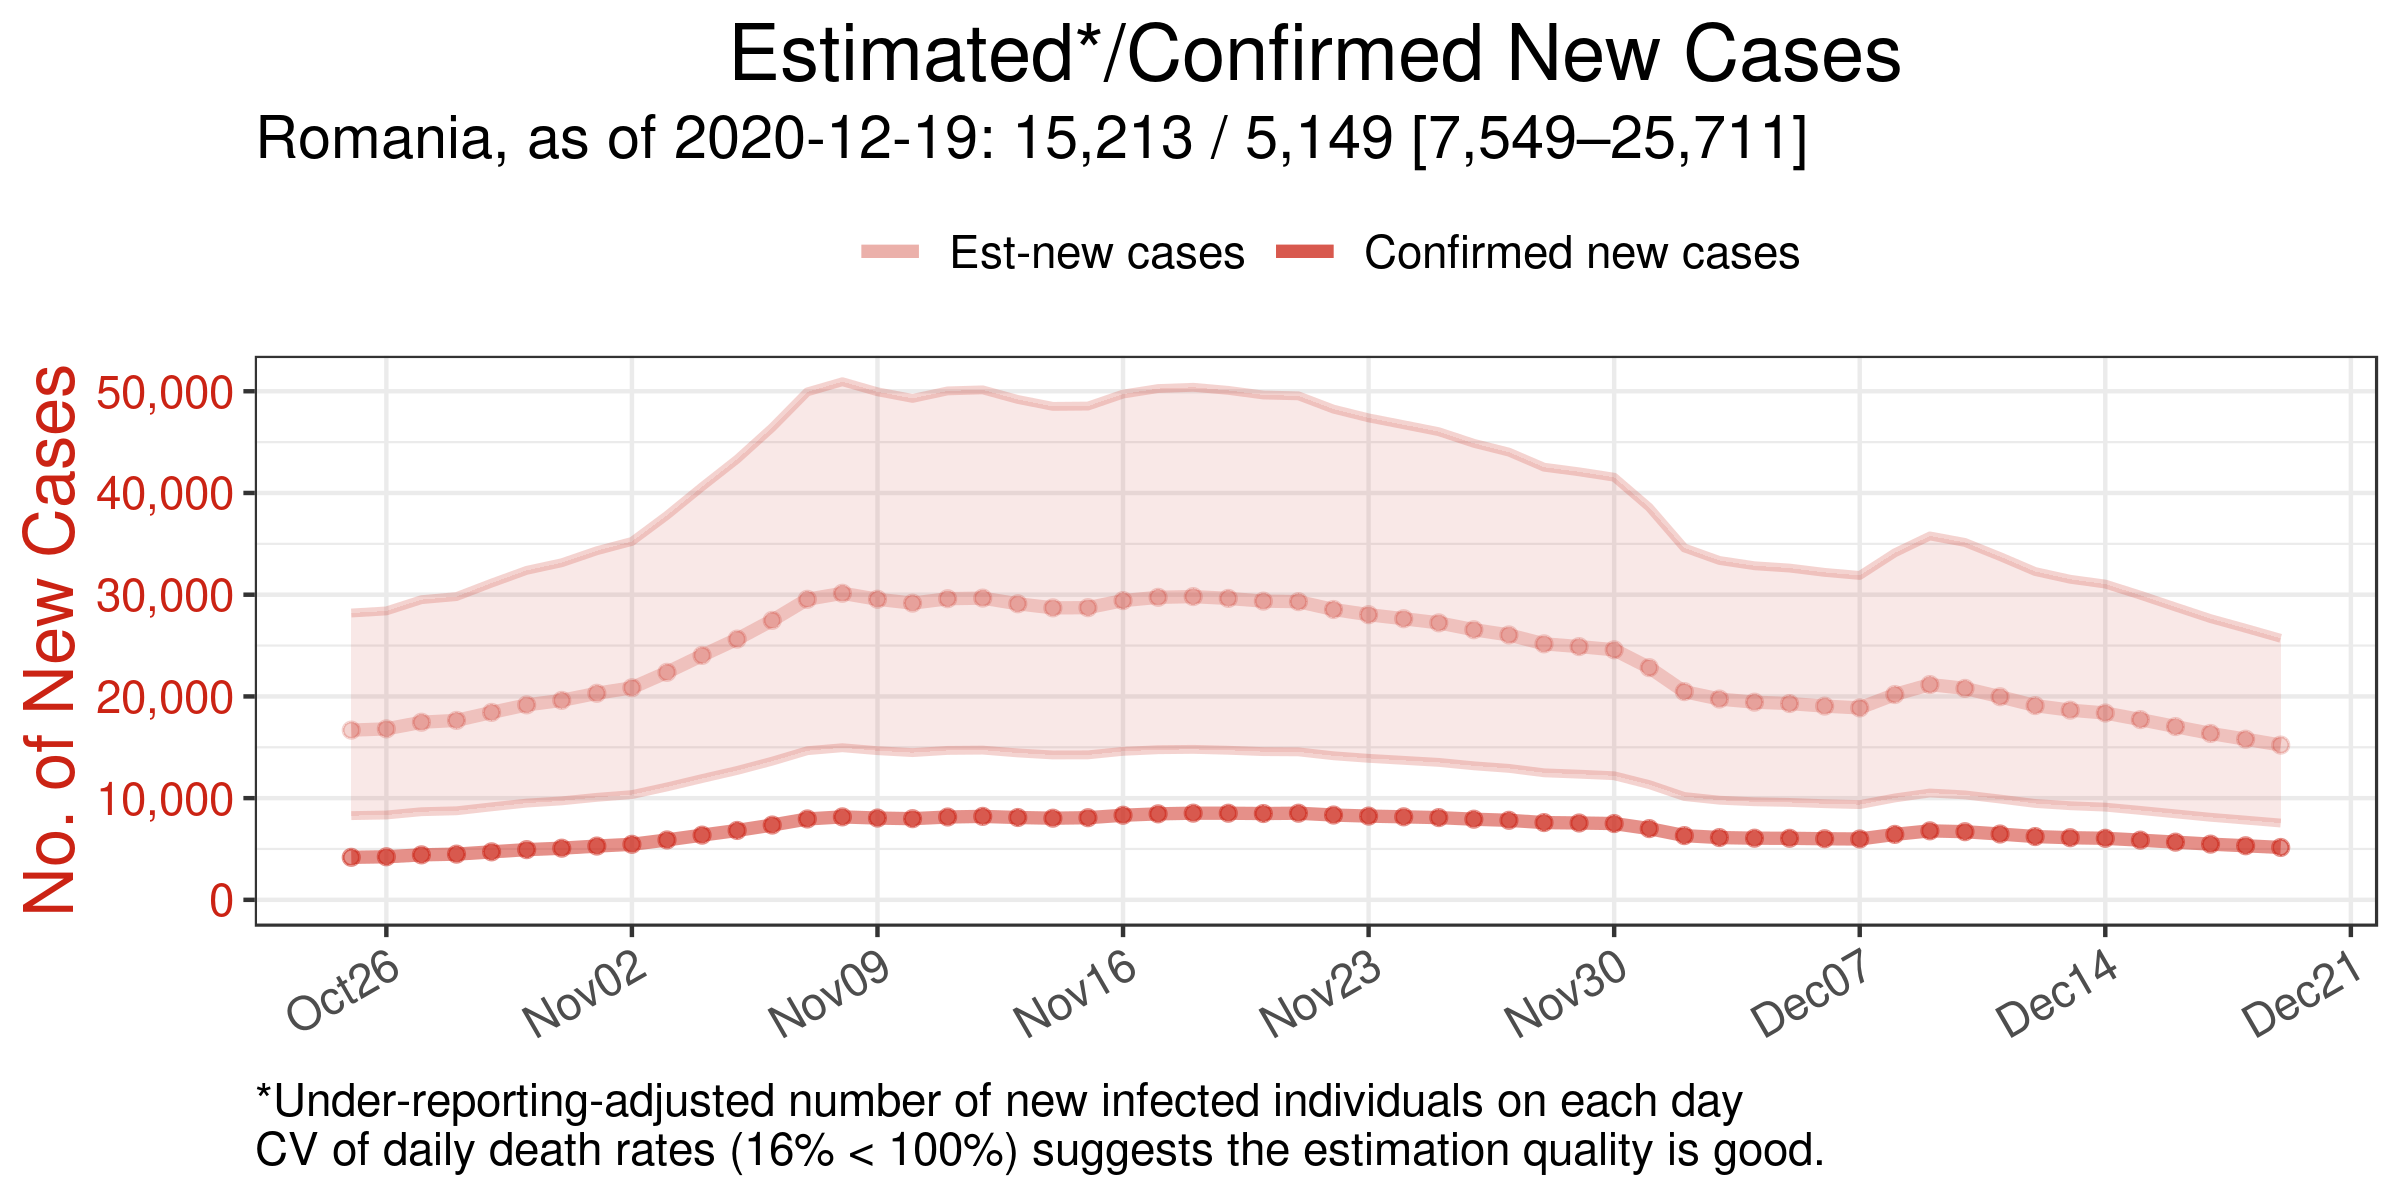 Estimated*/Confirmed New Cases
Romania, as of 2020-12-19: 15,213 / 5,149 [7,549–25,711]
Est-new cases
Confirmed new cases
No. of New Cases
50,000
40,000
30,000
20,000
10,000
0
Oct26
Nov02
Nov09
Nov16
Nov23
Nov30
Dec07
Dec14
Dec21
*Under-reporting-adjusted number of new infected individuals on each day
CV of daily death rates (16% < 100%) suggests the estimation quality is good.